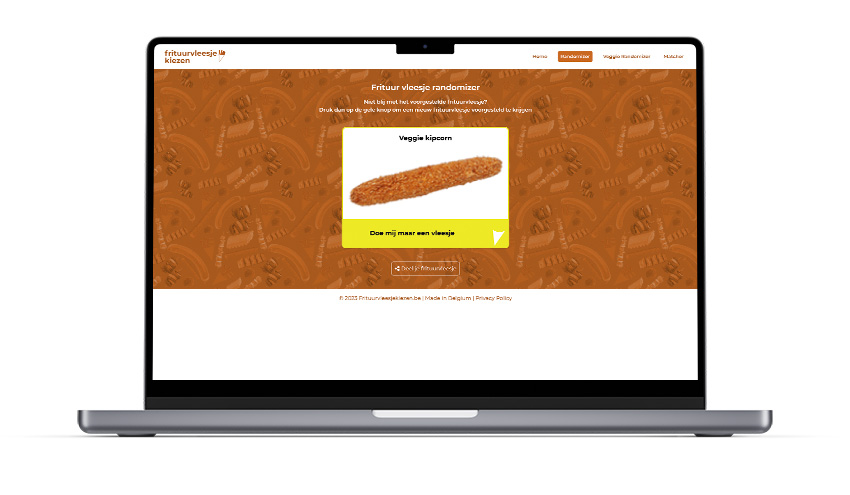 frituurvleesje
kiezen
Home
Randomizer
Veggie Randomizer
Matcher
Frituur vleesje randomizer
Niet blij met het voorgestelde frituurvleesje?
Druk dan op de gele knop om een nieuw frituurvleesje voorgesteld te krijgen
Veggie kipcorn
Doe mij maar een vleesje
Deel je frituurvleesje
© 2023 Frituurvleesjekiezen.be | Made in Belgium | Privacy Policy